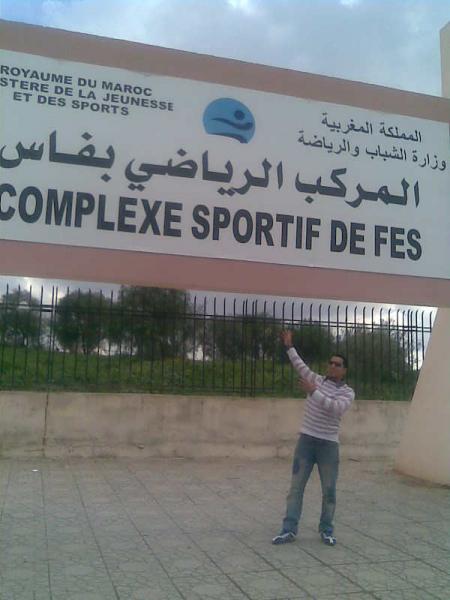 ROYAUME DU MAROC
STERE DE LA JEUNESSE
ET DES SPORTS
المملكة المغربية
وزارة الشباب والرياضة
المركب الرياضي بفاس
COMPLEXE SPORTIF DE FES